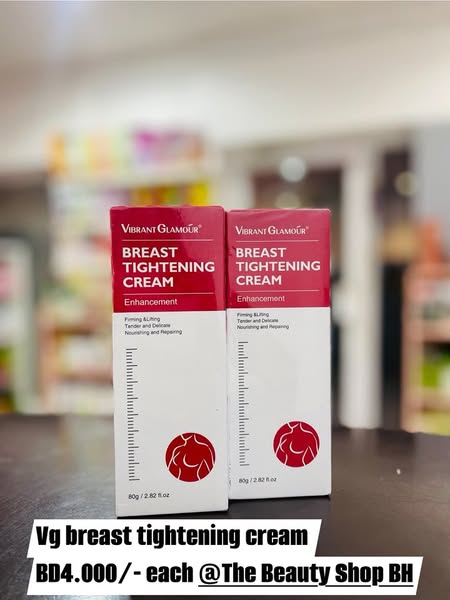 VIBRANT GLAMOUR®
BREAST
TIGHTENING
CREAM
Enhancement
Firming &Lifting
Tender and Delicate
Nourishing and Repairing
80g / 2.82 fl.oz
VIBRANT GLAMOUR®
BREAST
TIGHTENING
CREAM
Enhancement
Firming &Lifting
Tender and Delicate
Nourishing and Repairing
80g / 2.82 fl.oz
Vg breast tightening cream
BD4.000/- each @The Beauty Shop BH